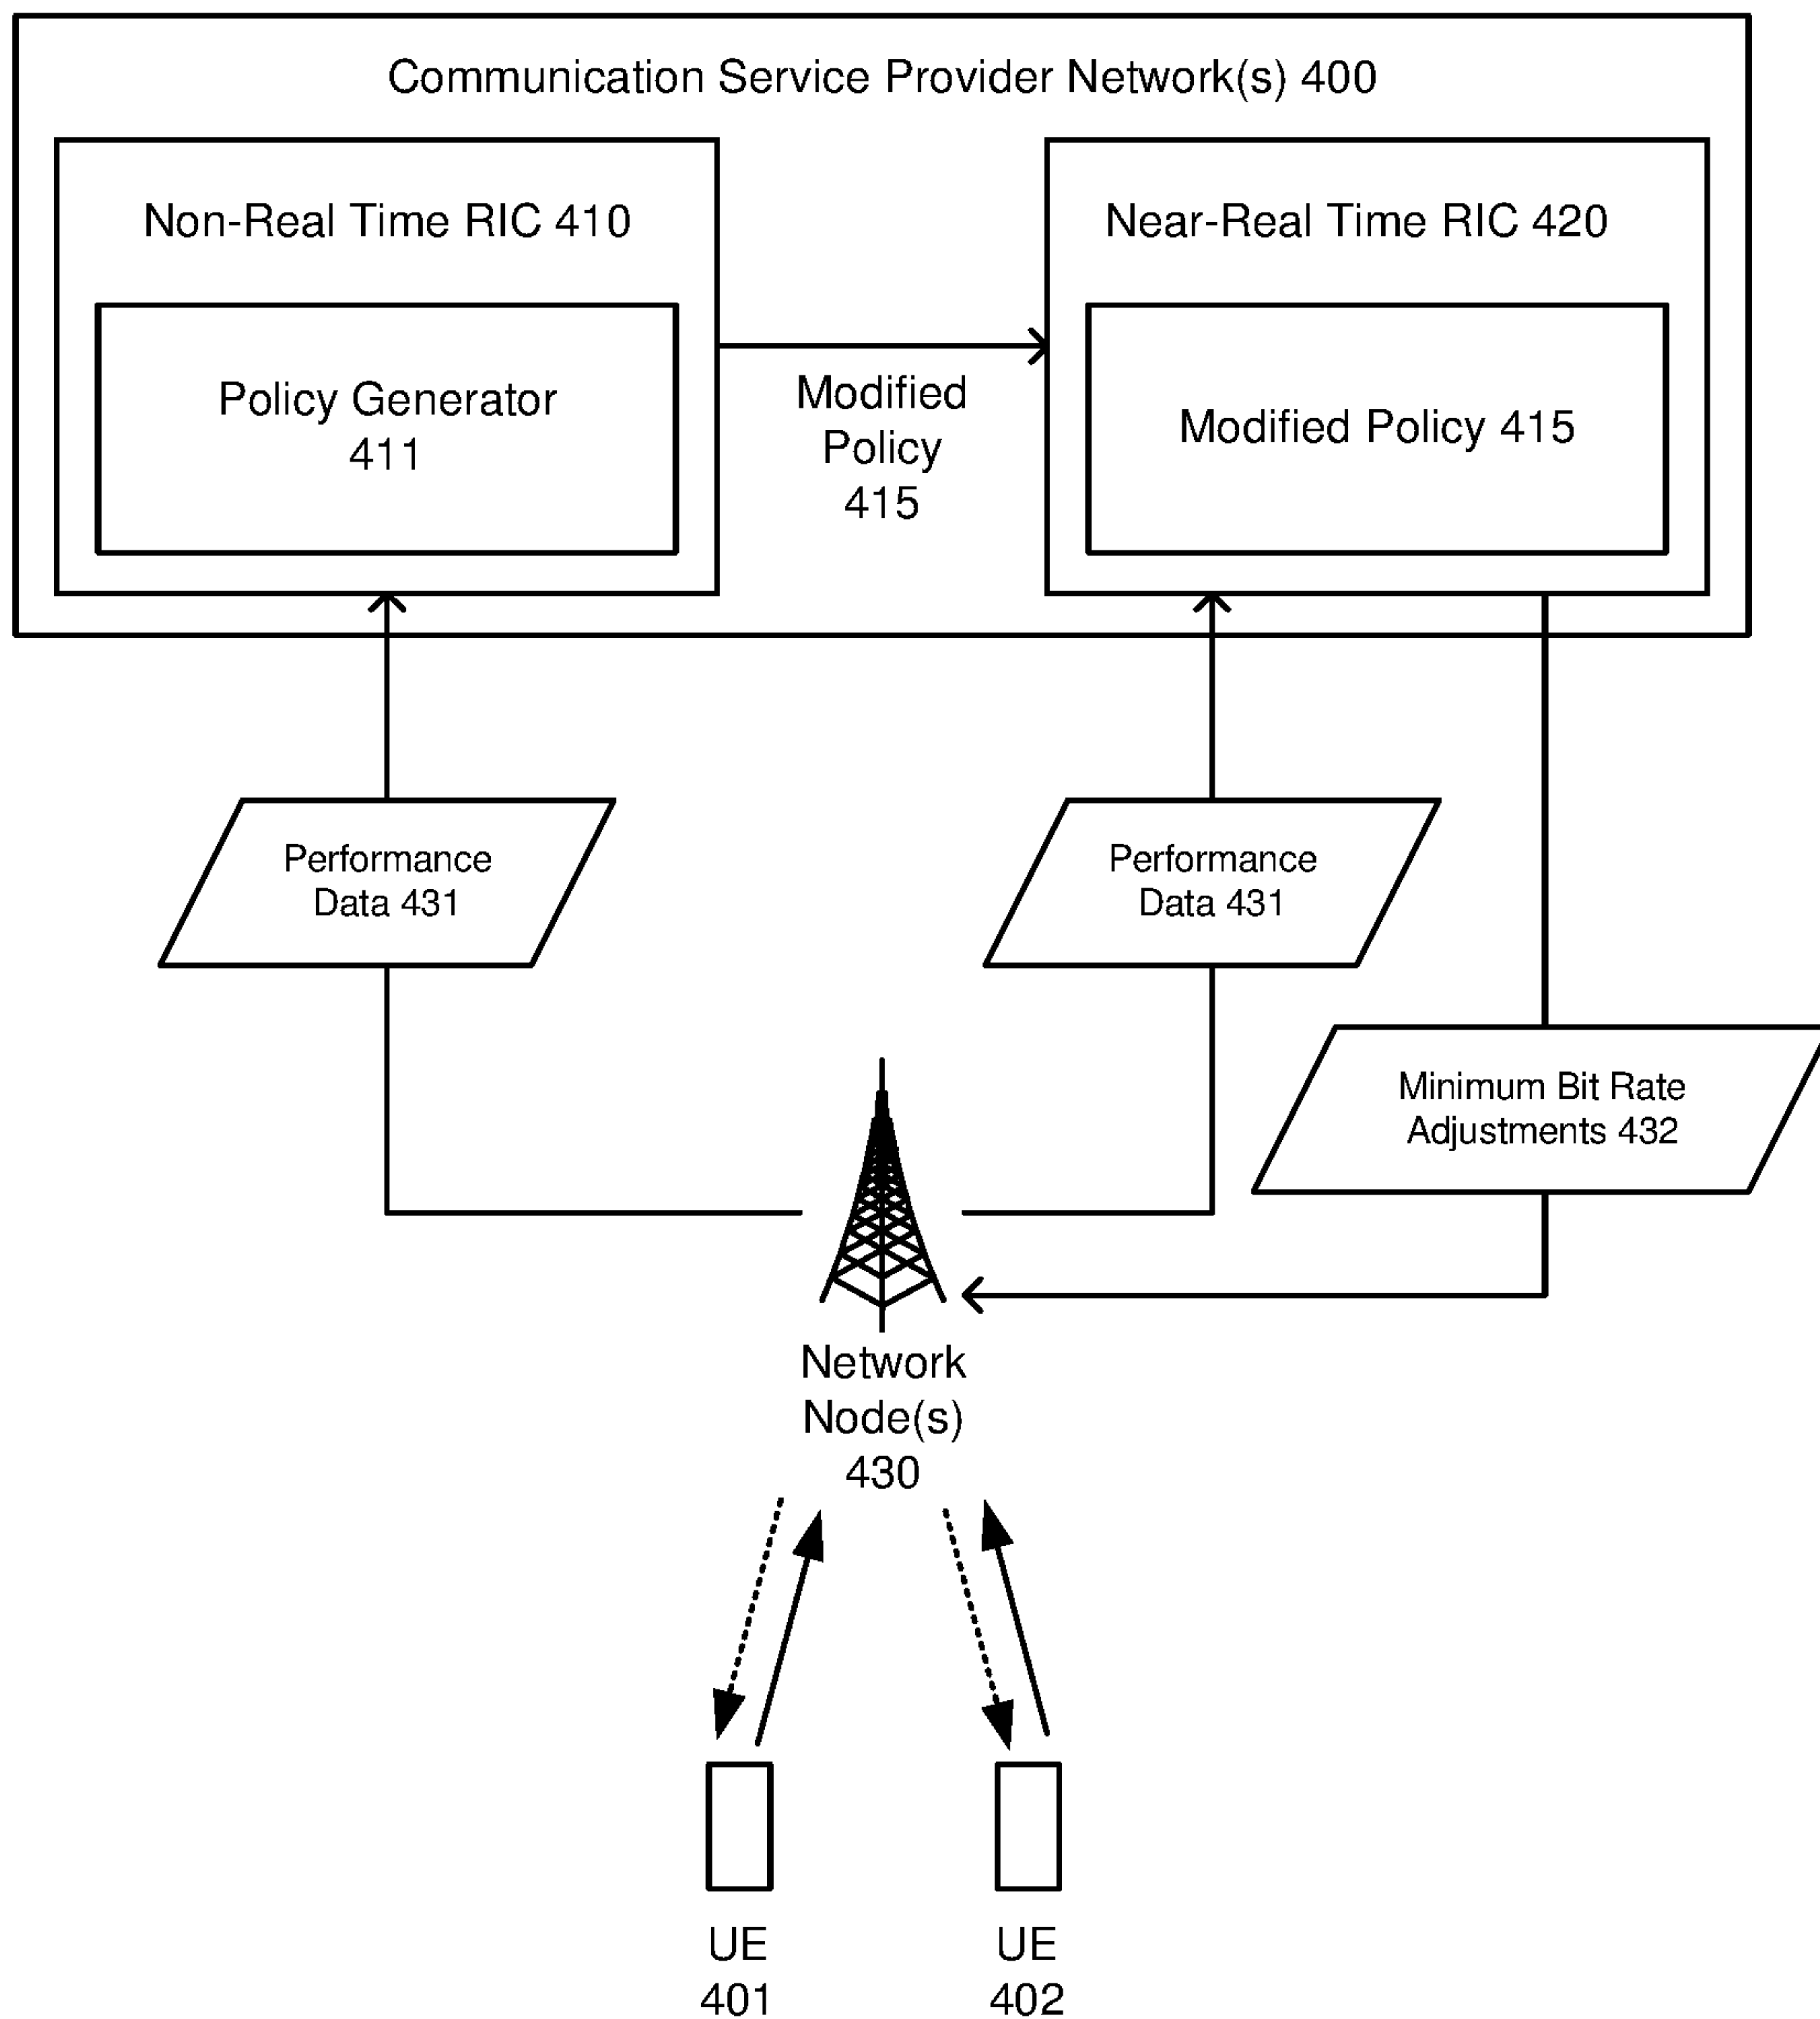 Communication Service Provider Network(s) 400
Non-Real Time RIC 410
Near-Real Time RIC 420
Policy Generator
411
Modified
Policy
415
Modified Policy 415
Performance
Data 431
Performance
Data 431
Minimum Bit Rate
Adjustments 432
Network
Node(s)
430
UE
401
UE
402